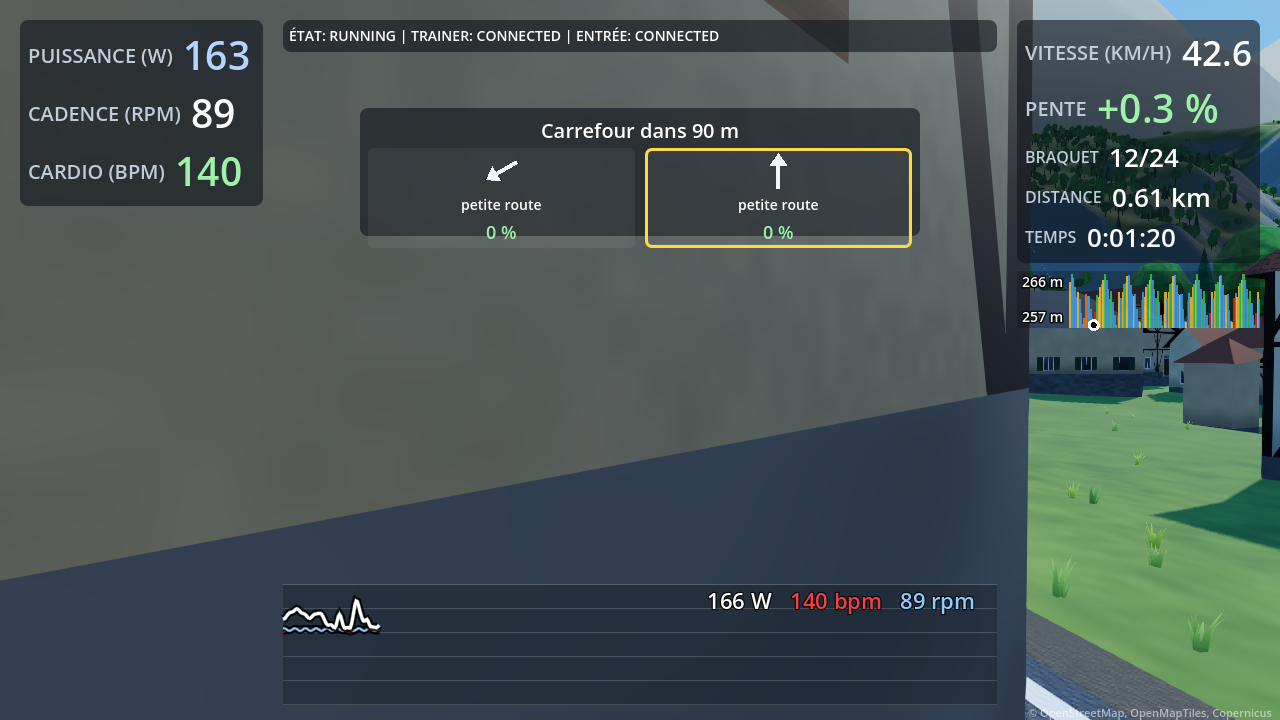 PUISSANCE (W) 163
CADENCE (RPM) 89
CARDIO (BPM) 140
ÉTAT: RUNNING | TRAINER: CONNECTED | ENTRÉE: CONNECTED
Carrefour dans 90 m
petite route
0 %
petite route
0 %
VITESSE (KM/H) 42.6
PENTE +0.3 %
BRAQUET 12/24
DISTANCE 0.61 km
TEMPS 0:01:20
266 m
257 m
166 W 140 bpm 89 rpm
© OpenStreetMap, OpenMapTiles, Copernicus